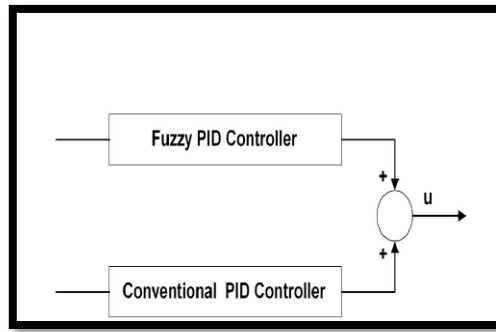 Fuzzy PID Controller
+
u
+
Conventional PID Controller